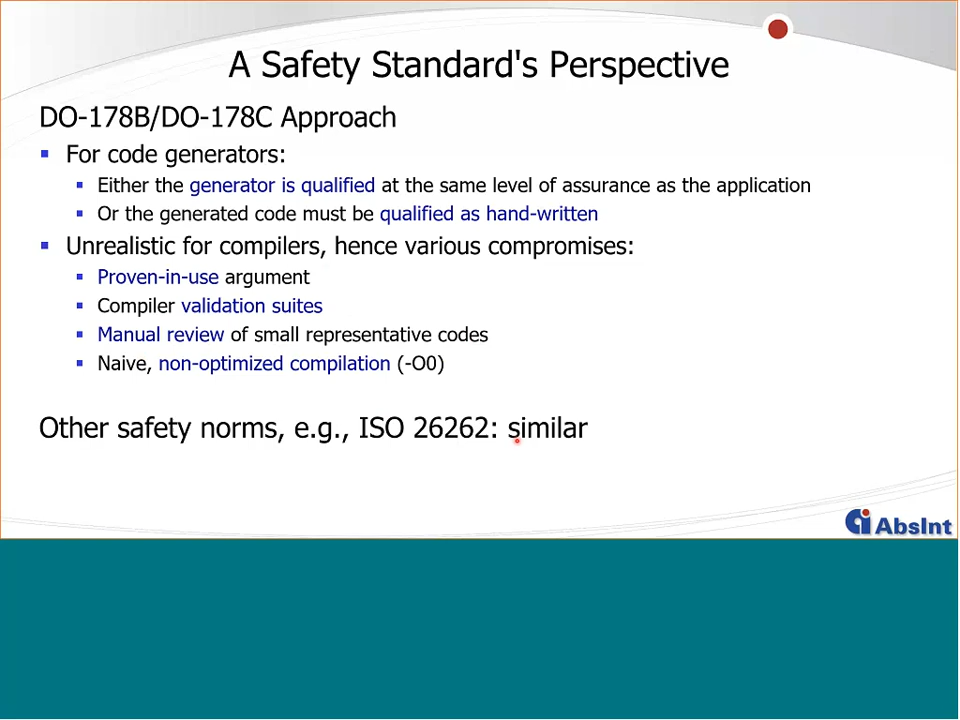 A Safety Standard's Perspective
DO-178B/DO-178C Approach
For code generators:
Either the generator is qualified at the same level of assurance as the application
Or the generated code must be qualified as hand-written
Unrealistic for compilers, hence various compromises:
Proven-in-use argument
Compiler validation suites
Manual review of small representative codes
Naive, non-optimized compilation (-O0)
Other safety norms, e.g., ISO 26262: similar
AbsInt